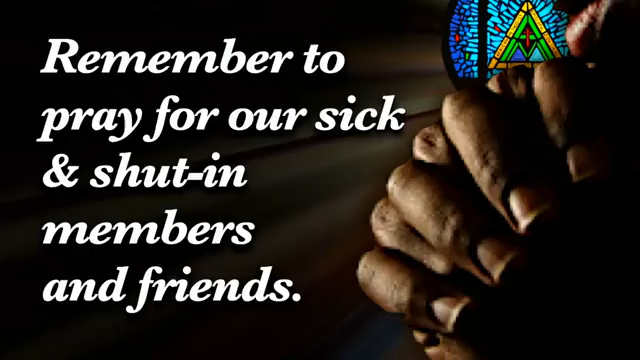 Remember to
pray for our sick
& shut-in
members
and friends.